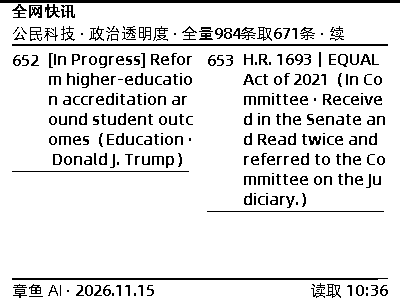 全网快讯
公民科技 · 政治透明度 · 全量984条取671条 · 续
652 [In Progress] Refor
m higher-educatio
n accreditation ar
ound student outc
omes（Education ·
Donald J. Trump）
653 H.R. 1693 | EQUAL
Act of 2021（In Co
mmittee · Receive
d in the Senate an
d Read twice and
referred to the Co
mmittee on the Ju
diciary.）
章鱼 AI · 2026.11.15
读取 10:36